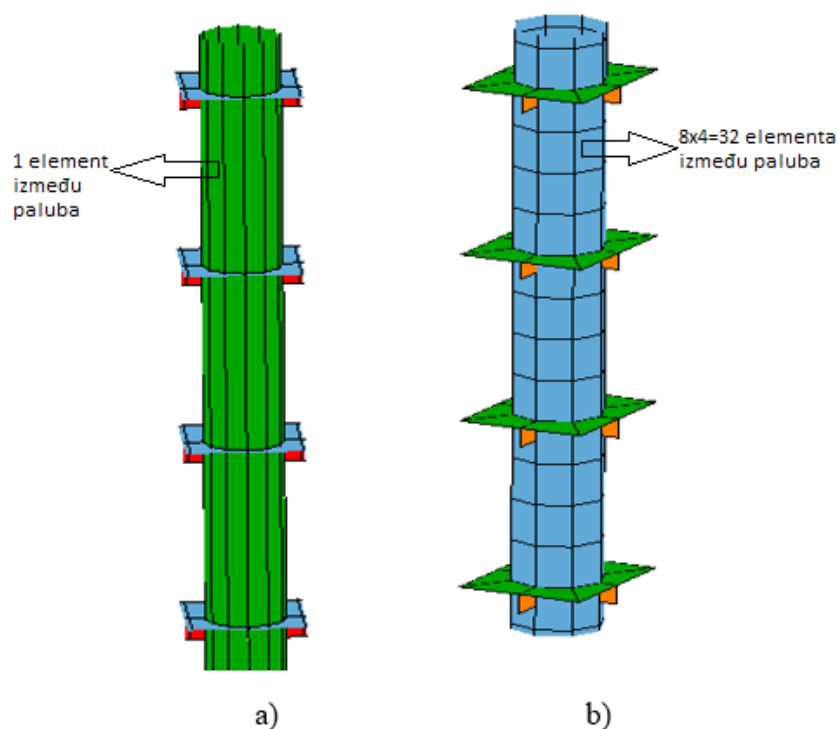 1 element
između
paluba
8x4=32 elementa
između paluba
a)
b)